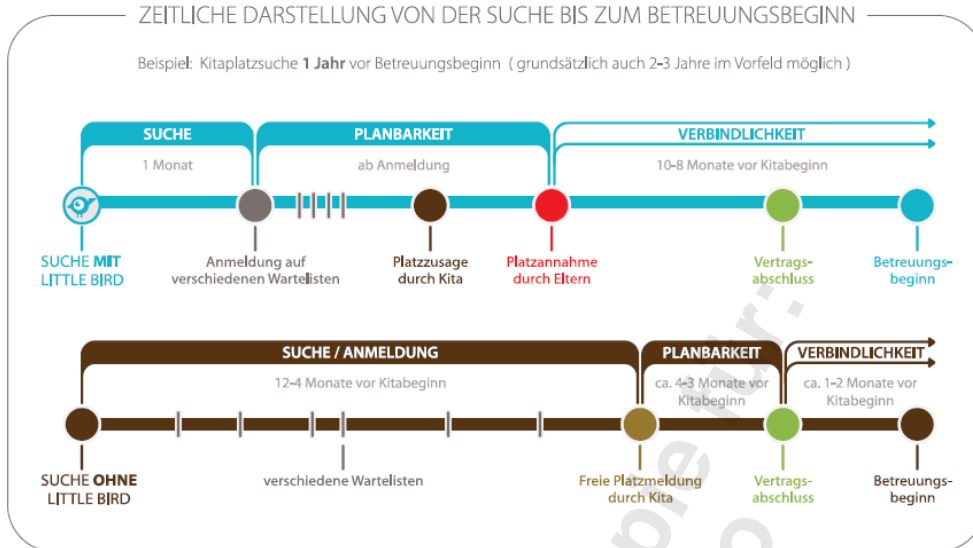 ZEITLICHE DARSTELLUNG VON DER SUCHE BIS ZUM BETREUUNGSBEGINN
Beispiel: Kitaplatzsuche 1 Jahr vor Betreuungsbeginn ( grundsätzlich auch 2-3 Jahre im Vorfeld möglich )
SUCHE
PLANBARKEIT
VERBINDLICHKEIT
1 Monat
ab Anmeldung
10-8 Monate vor Kitabeginn
SUCHE MIT
LITTLE BIRD
Anmeldung auf
verschiedenen Wartelisten
Platzzusage
durch Kita
Platzannahme
durch Eltern
Vertrags-
abschluss
Betreuungs-
beginn
SUCHE / ANMELDUNG
PLANBARKEIT
VERBINDLICHKEIT
12-4 Monate vor Kitabeginn
ca. 4-3 Monate vor
Kitabeginn
ca. 1-2 Monate vor
Kitabeginn
SUCHE OHNE
LITTLE BIRD
verschiedene Wartelisten
Freie Platzmeldung
durch Kita
Vertrags-
abschluss
Betreuungs-
beginn
für: